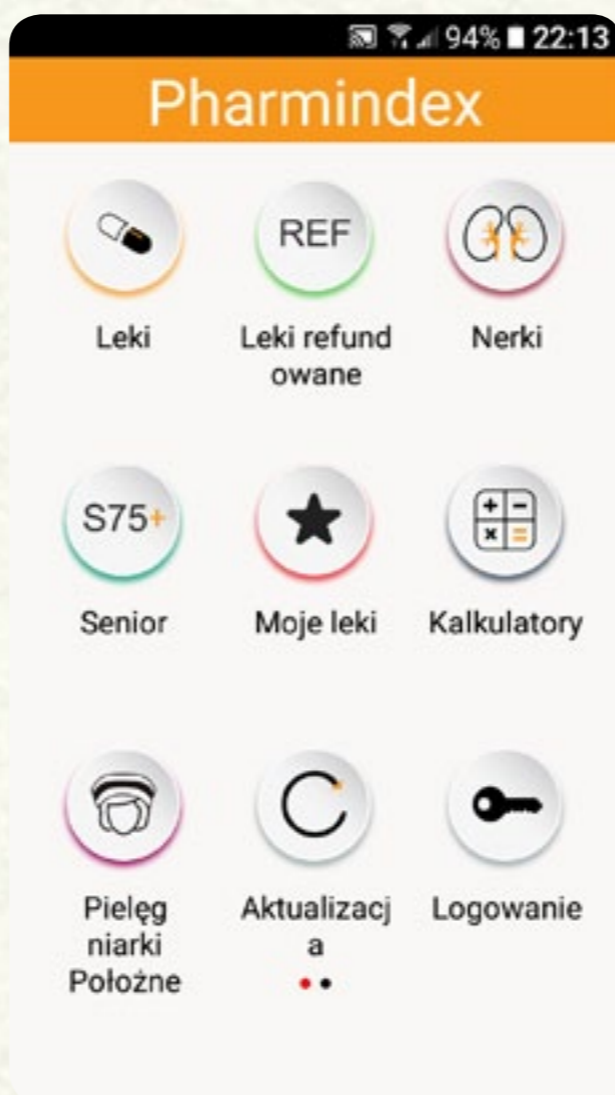 94% 22:13
Pharmindex
REF
Leki
Leki refund
owane
Nerki
S75+
Senior
Moje leki
Kalkulatory
Pielęg
niarki
Położne
Aktualizacj
a
Logowanie